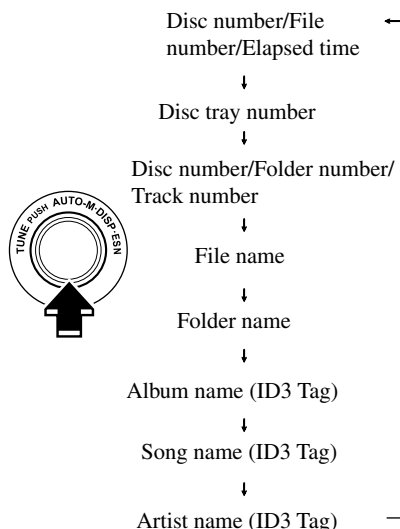 Disc number/File
number/Elapsed time
Disc tray number
Disc number/Folder number/
Track number
TUNE PUSH AUTO-M·DISP·ESN
File name
Folder name
Album name (ID3 Tag)
Song name (ID3 Tag)
Artist name (ID3 Tag)